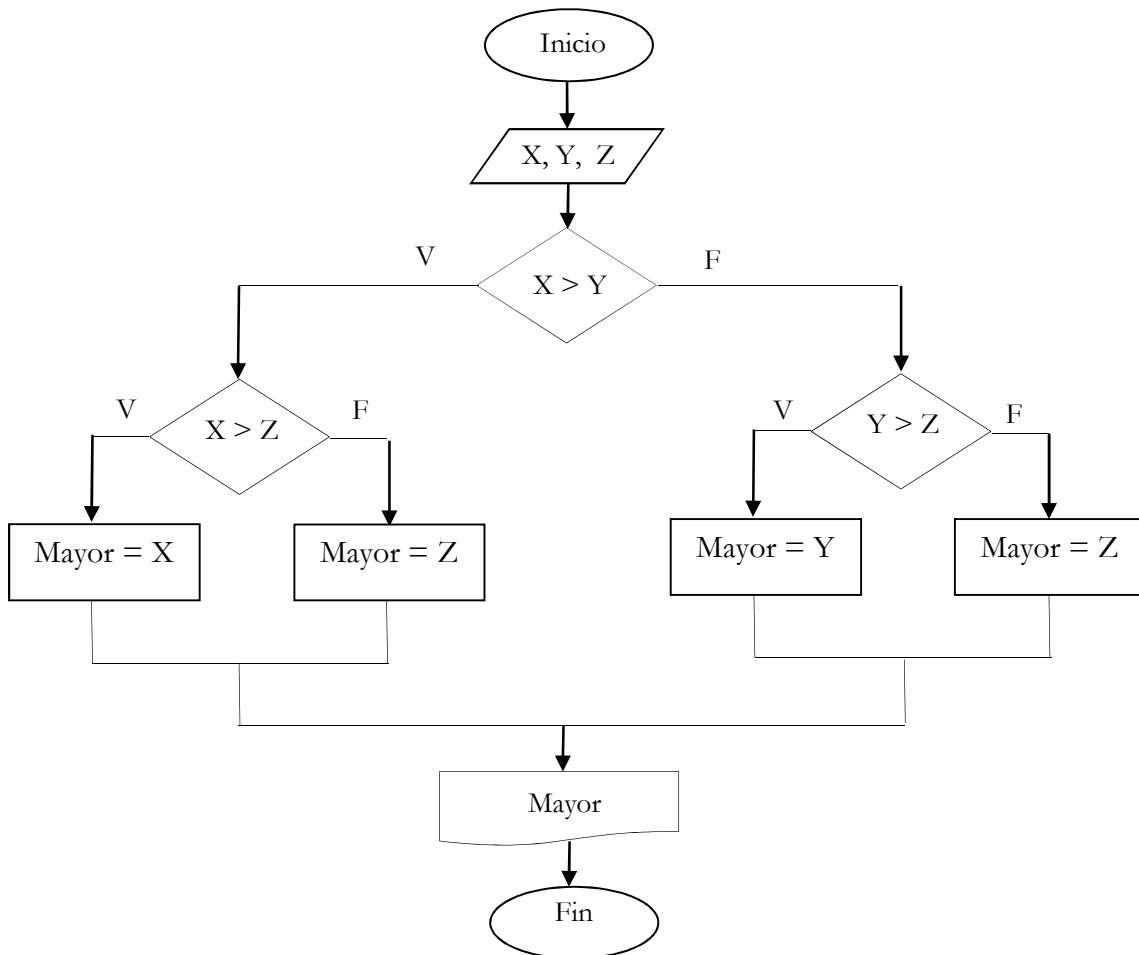 Inicio
X, Y, Z
V
F
X > Y
V
F
X > Z
V
F
Y > Z
Mayor = X
Mayor = Z
Mayor = Y
Mayor = Z
Mayor
Fin